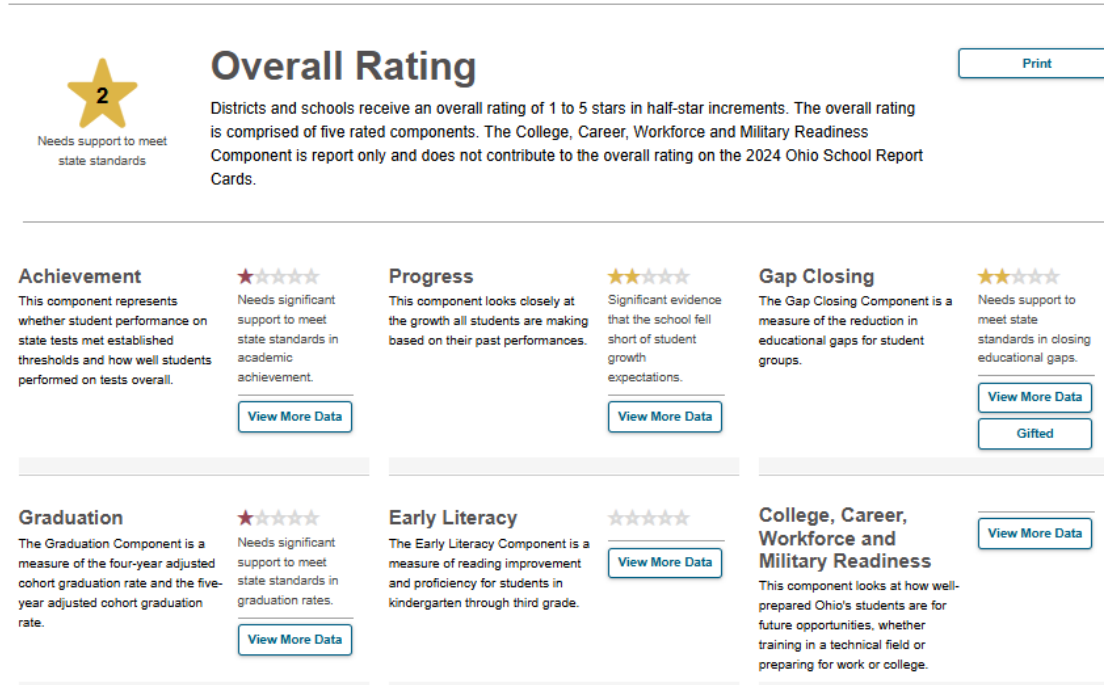 2
Needs support to meet
state standards
Overall Rating
Districts and schools receive an overall rating of 1 to 5 stars in half-star increments. The overall rating
is comprised of five rated components. The College, Career, Workforce and Military Readiness
Component is report only and does not contribute to the overall rating on the 2024 Ohio School Report
Cards.
Print
Achievement
This component represents
whether student performance on
state tests met established
thresholds and how well students
performed on tests overall.
Needs significant
support to meet
state standards in
academic
achievement.
View More Data
Progress
This component looks closely at
the growth all students are making
based on their past performances.
Significant evidence
that the school fell
short of student
growth
expectations.
View More Data
Gap Closing
The Gap Closing Component is a
measure of the reduction in
educational gaps for student
groups.
Needs support to
meet state
standards in closing
educational gaps.
View More Data
Gifted
Graduation
The Graduation Component is a
measure of the four-year adjusted
cohort graduation rate and the five-
year adjusted cohort graduation
rate.
Needs significant
support to meet
state standards in
graduation rates.
View More Data
Early Literacy
The Early Literacy Component is a
measure of reading improvement
and proficiency for students in
kindergarten through third grade.
View More Data
College, Career,
Workforce and
Military Readiness
This component looks at how well-
prepared Ohio's students are for
future opportunities, whether
training in a technical field or
preparing for work or college.
View More Data